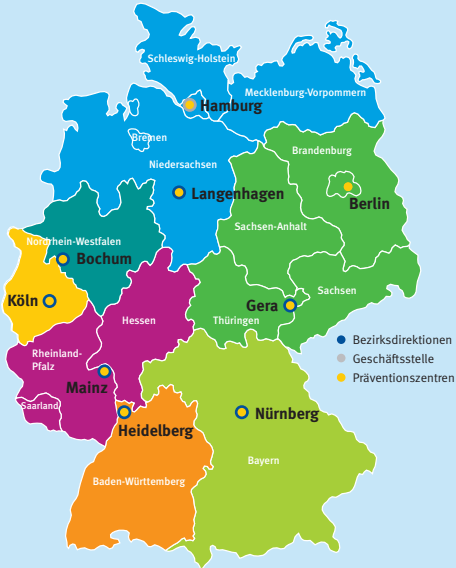 Schleswig-Holstein
Mecklenburg-Vorpommern
Hamburg
Bremen
Brandenburg
Niedersachsen
Langenhagen
Berlin
Sachsen-Anhalt
Nordrhein-Westfalen
Bochum
Köln
Gera
Sachsen
Hessen
Thüringen
Bezirksdirektionen
Geschäftsstelle
Präventionszentren
Rheinland-
Pfalz
Mainz
Saarland
Heidelberg
Nürnberg
Bayern
Baden-Württemberg